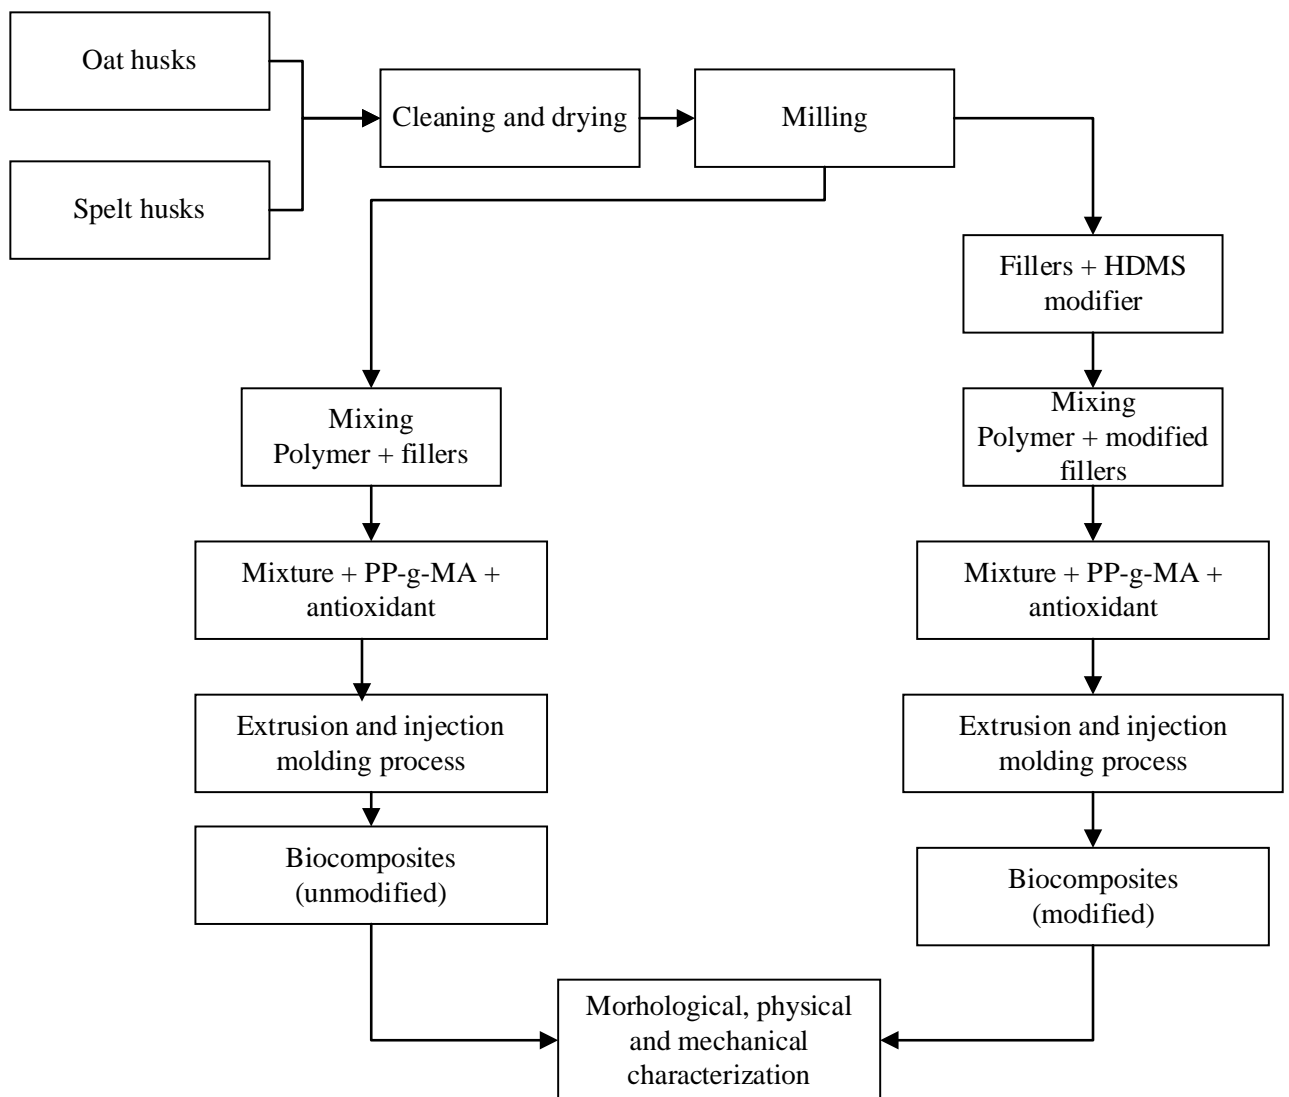 Oat husks
Cleaning and drying
Milling
Spelt husks
Fillers + HDMS
modifier
Mixing
Polymer + fillers
Mixing
Polymer + modified
fillers
Mixture + PP-g-MA +
antioxidant
Mixture + PP-g-MA +
antioxidant
Extrusion and injection
molding process
Extrusion and injection
molding process
Biocomposites
(unmodified)
Biocomposites
(modified)
Morhological, physical
and mechanical
characterization